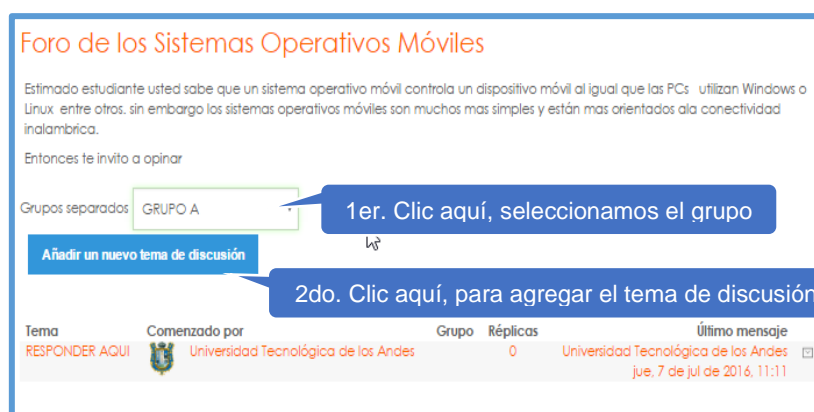 Foro de los Sistemas Operativos Móviles
Estimado estudiante usted sabe que un sistema operativo móvil controla un dispositivo móvil al igual que las PCs utilizan Windows o
Linux entre otros. sin embargo los sistemas operativos móviles son muchos mas simples y están mas orientados ala conectividad
inalambrica.
Entonces te invito a opinar
Grupos separados GRUPO A
1er. Clic aquí, seleccionamos el grupo
Añadir un nuevo tema de discusión
2do. Clic aquí, para agregar el tema de discusión
Tema Comenzado por Grupo Réplicas Último mensaje
RESPONDER AQUI Universidad Tecnológica de los Andes 0 Universidad Tecnológica de los Andes
jue, 7 de jul de 2016, 11:11